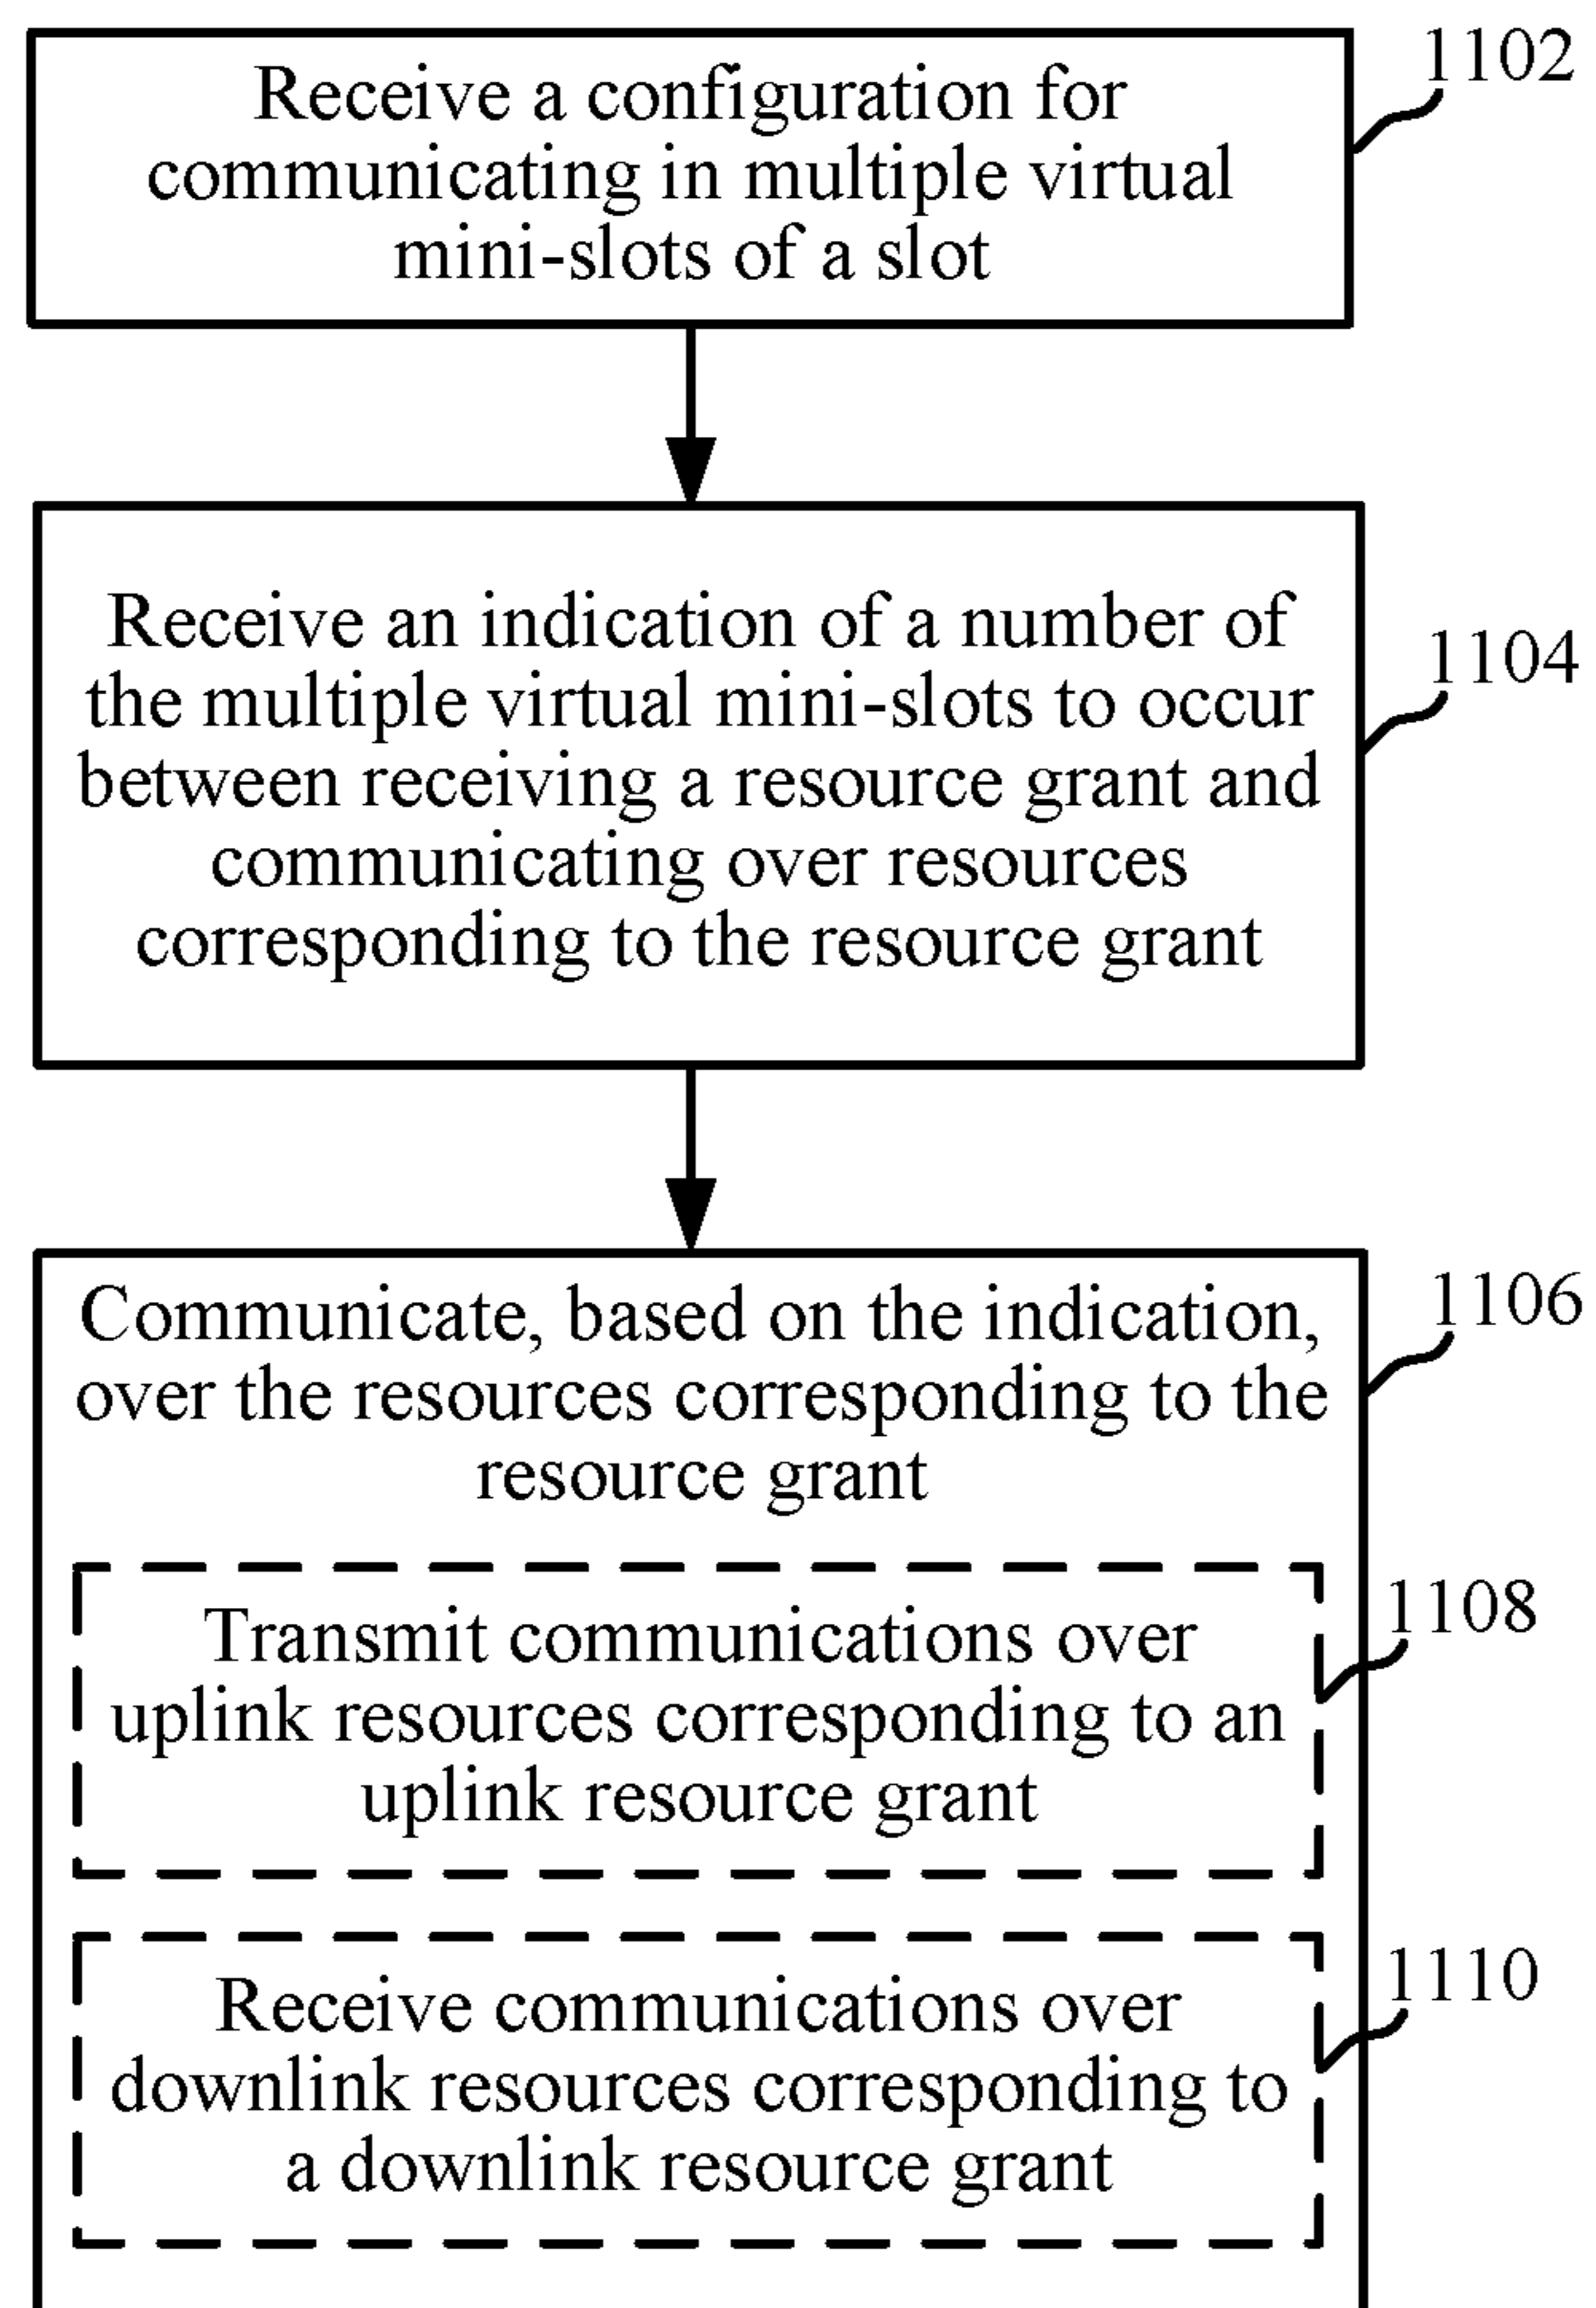 Receive a configuration for
communicating in multiple virtual
mini-slots of a slot
1102
Receive an indication of a number of
the multiple virtual mini-slots to occur
between receiving a resource grant and
communicating over resources
corresponding to the resource grant
1104
Communicate, based on the indication,
over the resources corresponding to the
resource grant
1106
Transmit communications over
uplink resources corresponding to an
uplink resource grant
1108
Receive communications over
downlink resources corresponding to
a downlink resource grant
1110